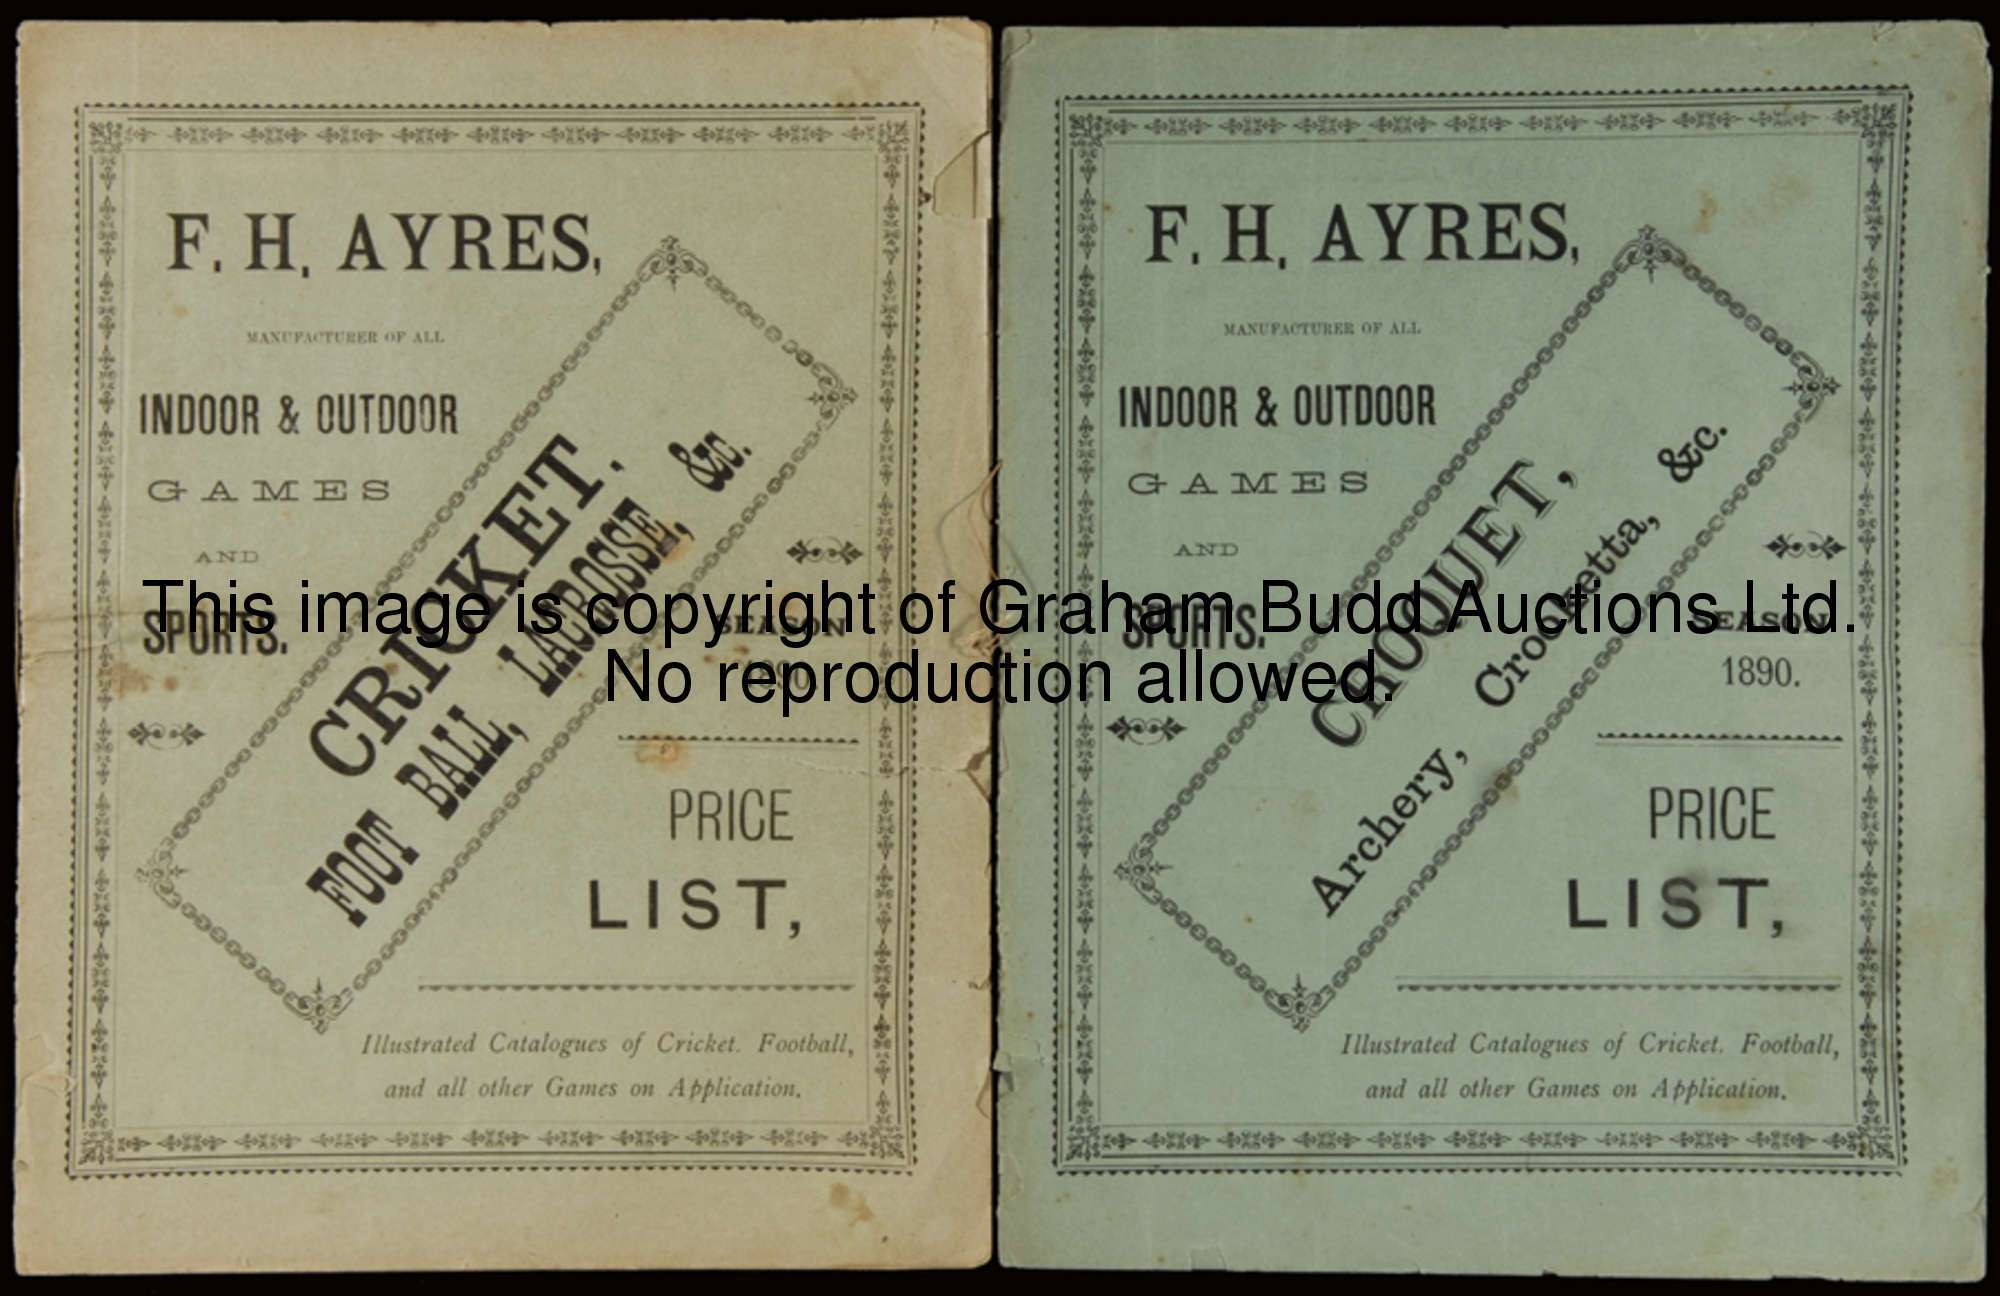 F. H. AYRES,
MANUFACTURER OF ALL
INDOOR & OUTDOOR
GAMES
AND
SPORTS.
CRICKET.
FOOT BALL, LACROSSE, &c.
SEASON
PRICE
LIST,
Illustrated Catalogues of Cricket. Football,
and all other Games on Application.
F. H. AYRES,
MANUFACTURER OF ALL
INDOOR & OUTDOOR
GAMES
AND
SPORTS.
CROQUET,
Archery, Croquetta, &c.
SEASON
1890.
PRICE
LIST,
Illustrated Catalogues of Cricket. Football,
and all other Games on Application.
This image is copyright of Graham Budd Auctions Ltd.
No reproduction allowed.